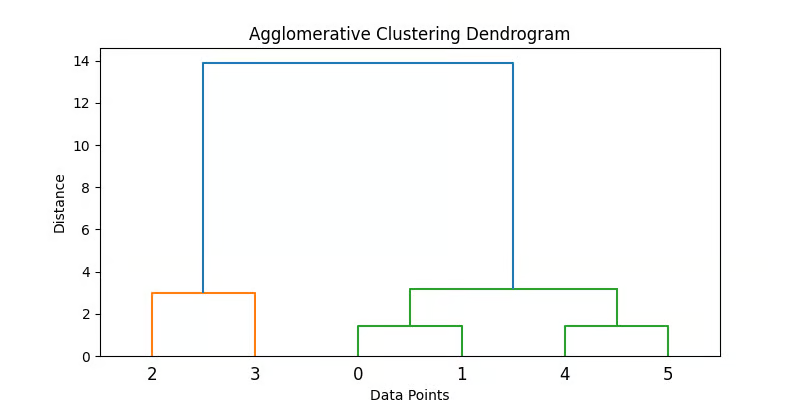 Agglomerative Clustering Dendrogram
14
12
10
8
6
4
2
0
Distance
2 3 0 1 4 5
Data Points